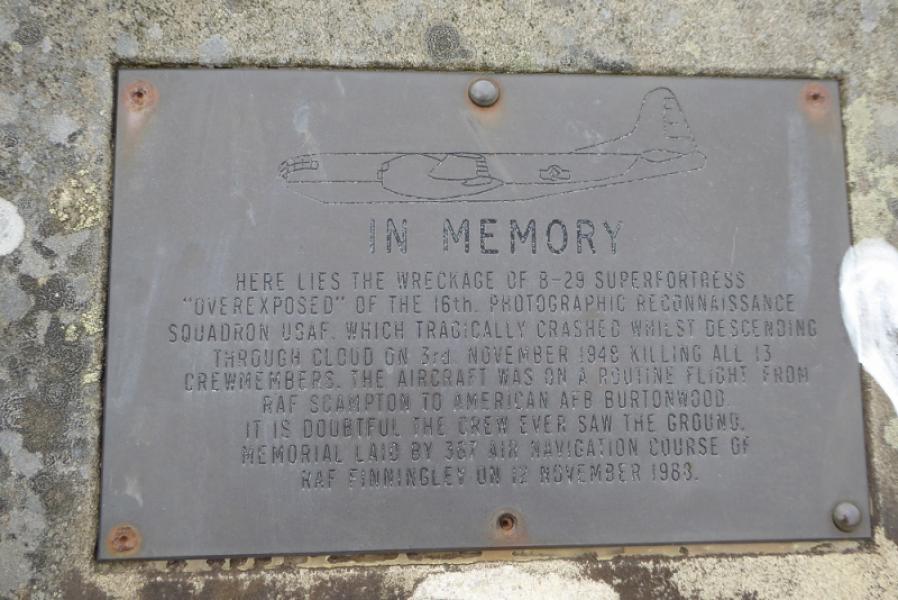 IN MEMORY
HERE LIES THE WRECKAGE OF B-29 SUPERFORTRESS
"OVEREXPOSED" OF THE 16th. PHOTOGRAPHIC RECONNAISSANCE
SQUADRON USAF. WHICH TRAGICALLY CRASHED WHILST DESCENDING
THROUGH CLOUD ON 3rd. NOVEMBER 1948 KILLING ALL 13
CREWMEMBERS. THE AIRCRAFT WAS ON A ROUTINE FLIGHT FROM
RAF SCAMPTON TO AMERICAN AFB BURTONWOOD.
IT IS DOUBTFUL THE CREW EVER SAW THE GROUND.
MEMORIAL LAID BY 367 AIR NAVIGATION COURSE OF
RAF FINNINGLEY ON 12 NOVEMBER 1988.